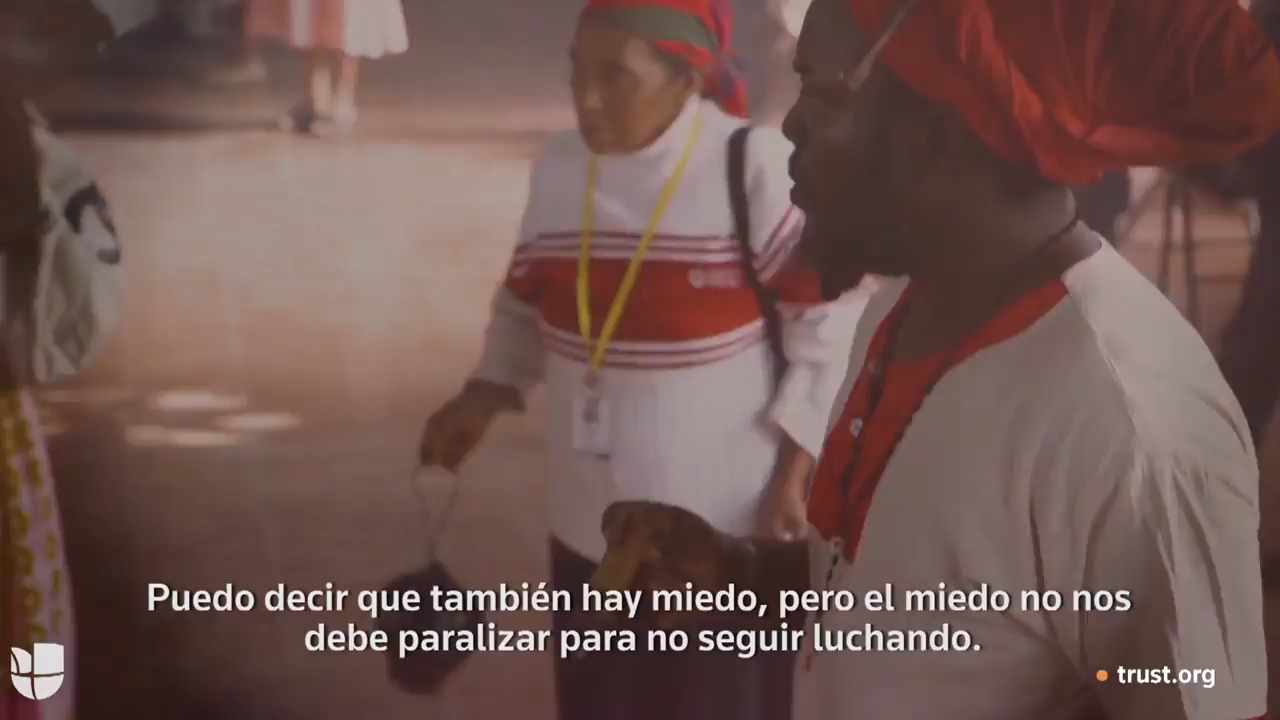 Puedo decir que también hay miedo, pero el miedo no nos
debe paralizar para no seguir luchando.
trust.org